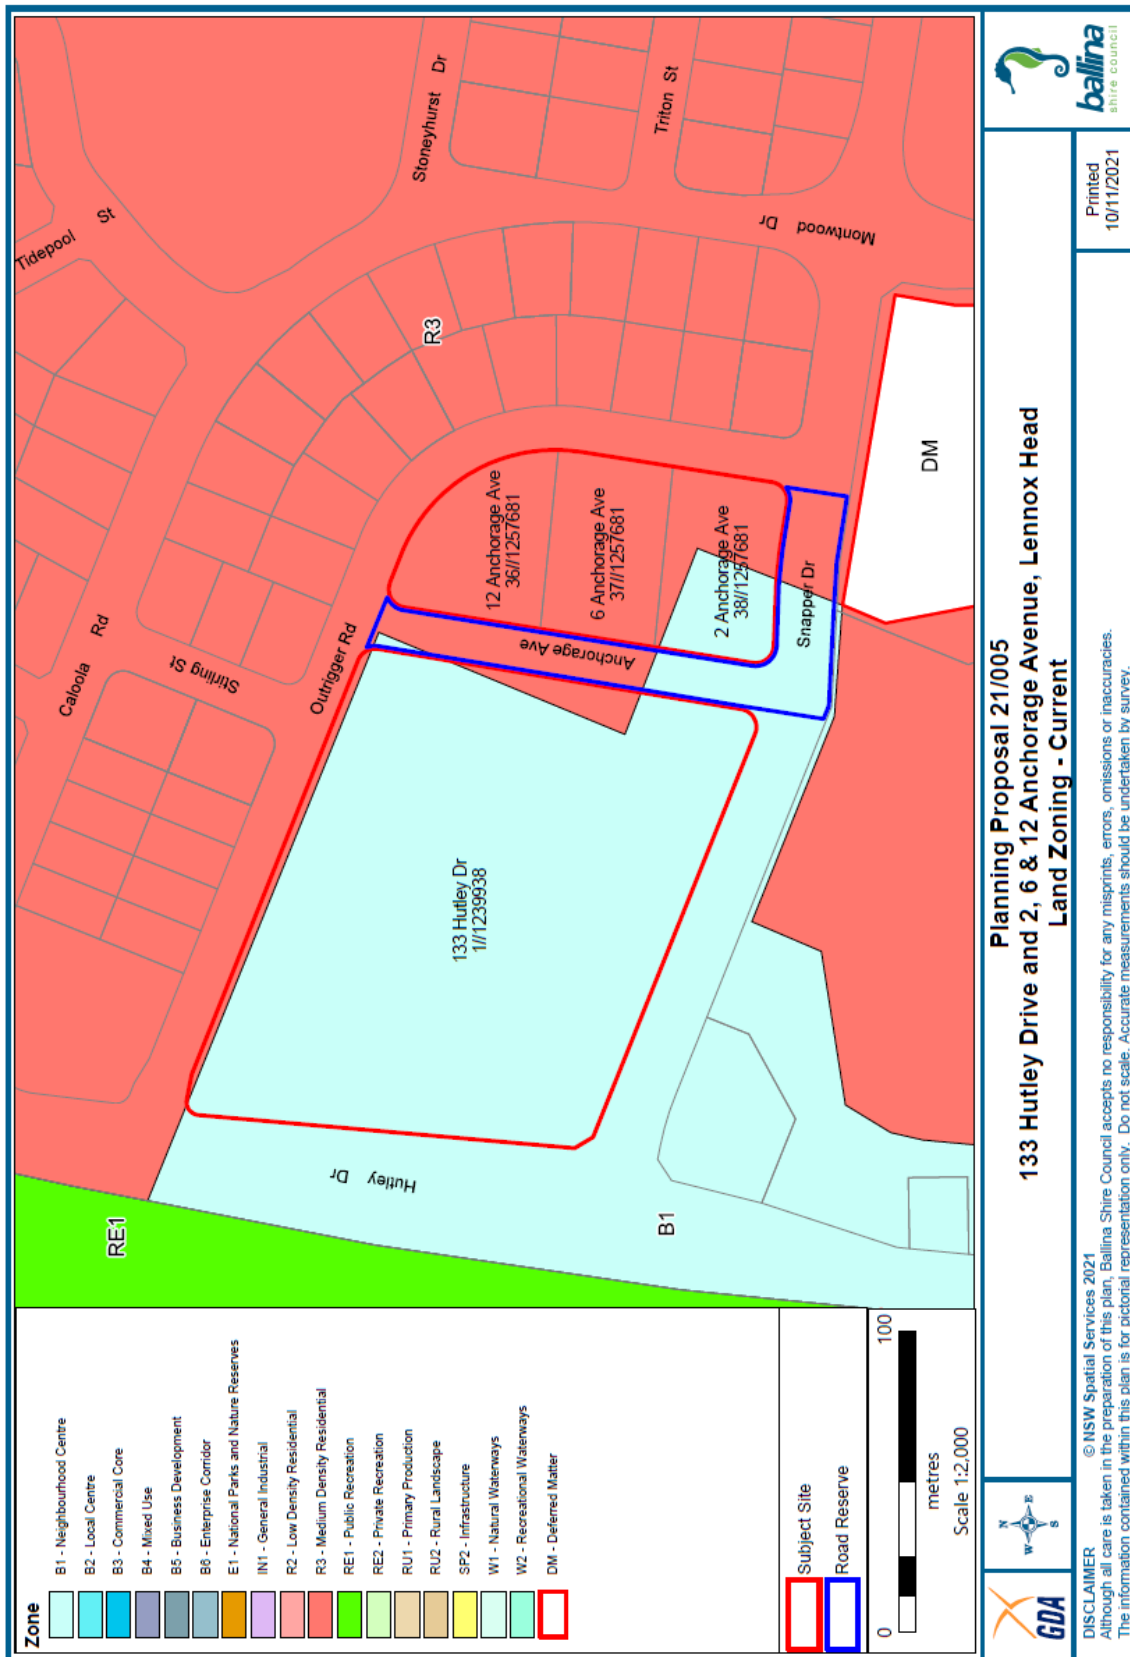 Zone
B1 - Neighbourhood Centre
B2 - Local Centre
B3 - Commercial Core
B4 - Mixed Use
B5 - Business Development
B6 - Enterprise Corridor
E1 - National Parks and Nature Reserves
IN1 - General Industrial
R2 - Low Density Residential
R3 - Medium Density Residential
RE1 - Public Recreation
RE2 - Private Recreation
RU1 - Primary Production
RU2 - Rural Landscape
SP2 - Infrastructure
W1 - Natural Waterways
W2 - Recreational Waterways
DM - Deferred Matter
Subject Site
Road Reserve
0
100
metres
Scale 1:2,000
RE1
Hutley Dr
B1
133 Hutley Dr
1//1239938
Caloola Rd
Stirling St
Outrigger Rd
Tidepool St
Stoneyhurst Dr
Triton St
Montwood Dr
R3
12 Anchorage Ave
36//1257681
6 Anchorage Ave
37//1257681
2 Anchorage Ave
38//1257681
Anchorage Ave
Snapper Dr
DM
GDA
N
W
E
S
Planning Proposal 21/005
133 Hutley Drive and 2, 6 & 12 Anchorage Avenue, Lennox Head
Land Zoning - Current
ballina
shire council
DISCLAIMER © NSW Spatial Services 2021
Although all care is taken in the preparation of this plan, Ballina Shire Council accepts no responsibility for any misprints, errors, omissions or inaccuracies.
The information contained within this plan is for pictorial representation only. Do not scale. Accurate measurements should be undertaken by survey.
Printed
10/11/2021